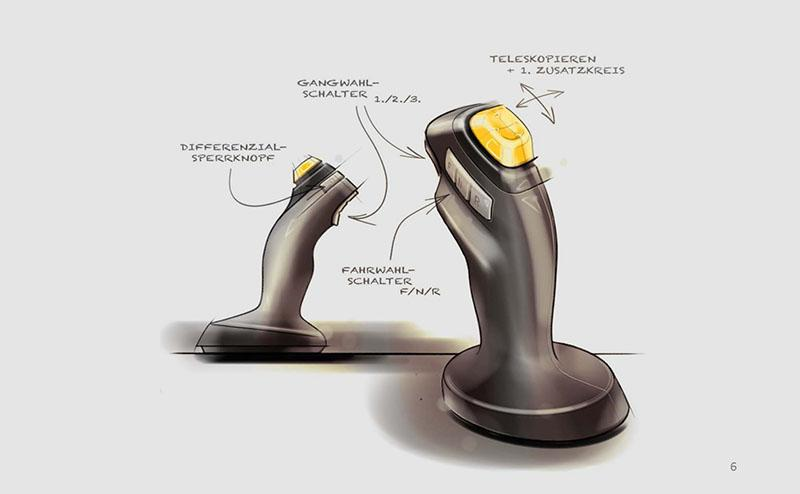 TELESKOPIEREN
+ 1. ZUSATZKREIS
GANGWAHL-
SCHALTER 1./2./3.
DIFFERENZIAL-
SPERRKNOPF
R
FAHRWAHL-
SCHALTER
F/N/R
6